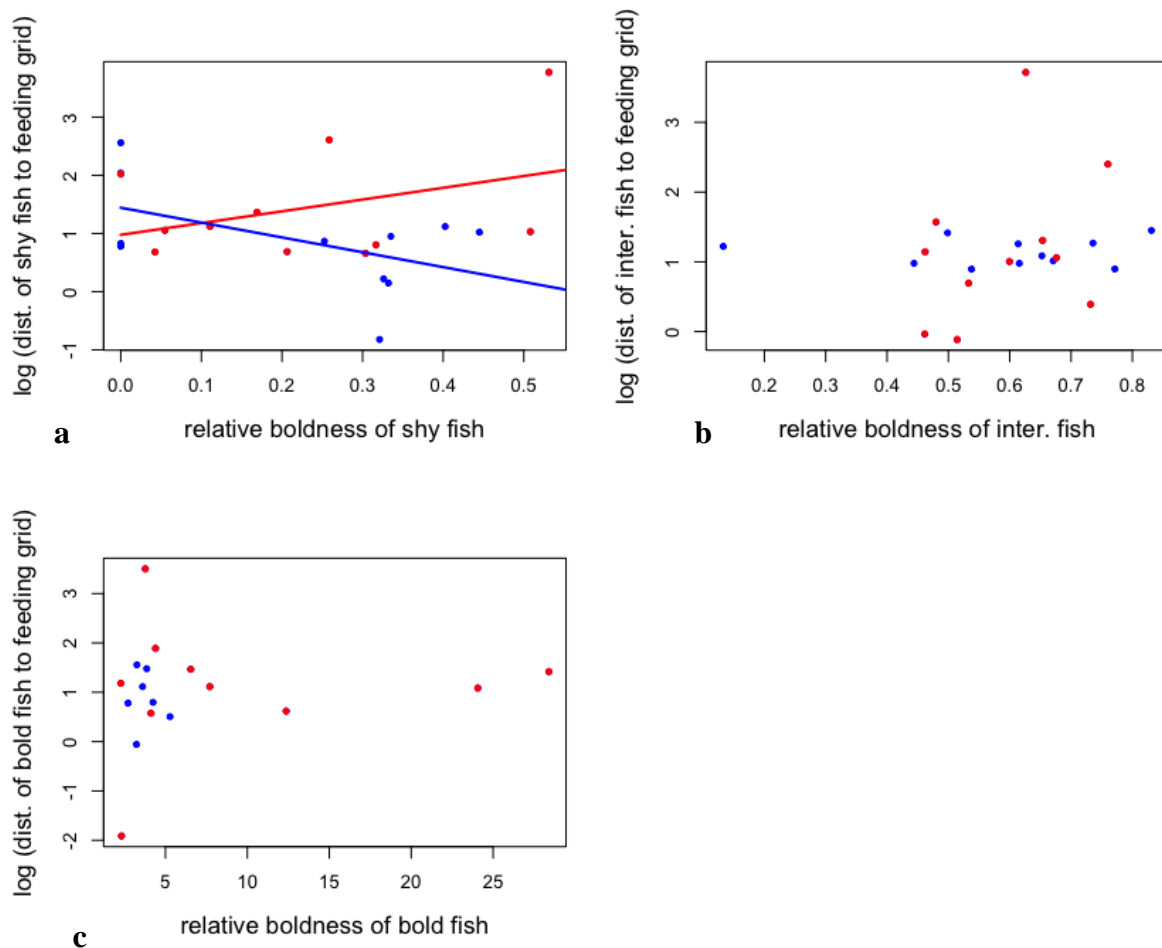 log (dist. of shy fish to feeding grid)
3
2
1
0
-1
0.0 0.1 0.2 0.3 0.4 0.5
relative boldness of shy fish
a
log (dist. of inter. fish to feeding grid)
3
2
1
0
0.2 0.3 0.4 0.5 0.6 0.7 0.8
relative boldness of inter. fish
b
log (dist. of bold fish to feeding grid)
3
2
1
0
-1
-2
5 10 15 20 25
relative boldness of bold fish
c